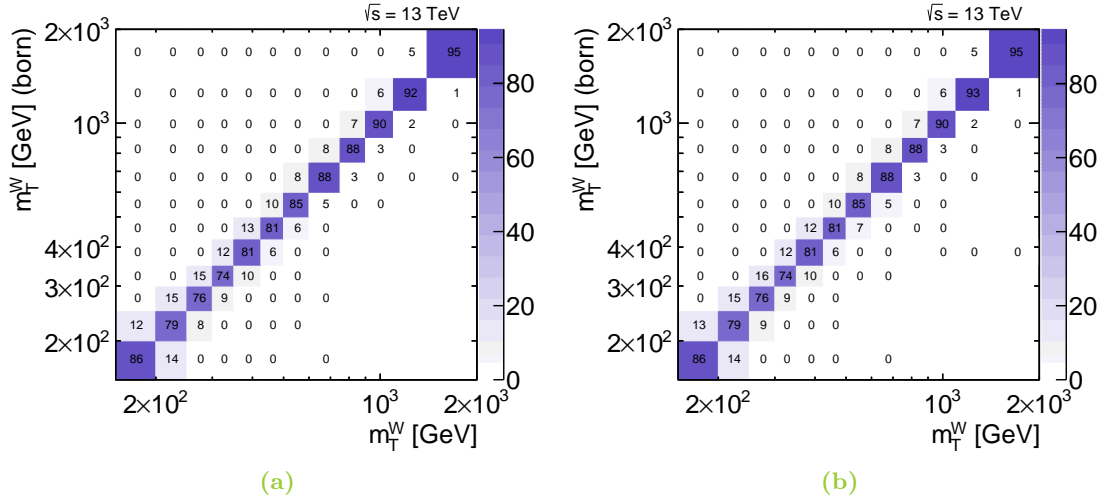 √s = 13 TeV
2×10³
10³
4×10²
3×10²
2×10²
m_T^W [GeV] (born)
0 0 0 0 0 0 0 0 0 0 5 95
0 0 0 0 0 0 0 0 0 6 92 1
0 0 0 0 0 0 0 0 7 90 2 0
0 0 0 0 0 0 0 8 88 3 0
0 0 0 0 0 0 8 88 3 0 0 0
0 0 0 0 0 10 85 5 0 0
0 0 0 0 13 81 6 0
0 0 0 12 81 6 0 0
0 0 15 74 10 0 0 0
0 15 76 9 0 0 0 0
12 79 8 0 0 0 0
86 14 0 0 0 0 0
2×10² 10³ 2×10³
m_T^W [GeV]
80
60
40
20
0
(a)
√s = 13 TeV
2×10³
10³
4×10²
3×10²
2×10²
m_T^W [GeV] (born)
0 0 0 0 0 0 0 0 0 0 5 95
0 0 0 0 0 0 0 0 0 6 93 1
0 0 0 0 0 0 0 0 7 90 2 0
0 0 0 0 0 0 0 8 88 3 0
0 0 0 0 0 0 8 88 3 0 0 0
0 0 0 0 0 10 85 5 0 0
0 0 0 0 12 81 7 0
0 0 0 12 81 6 0 0 0 0 0
0 0 16 74 10 0 0 0
0 15 76 9 0 0 0
13 79 9 0 0 0 0
86 14 0 0 0 0 0
2×10² 10³ 2×10³
m_T^W [GeV]
80
60
40
20
0
(b)